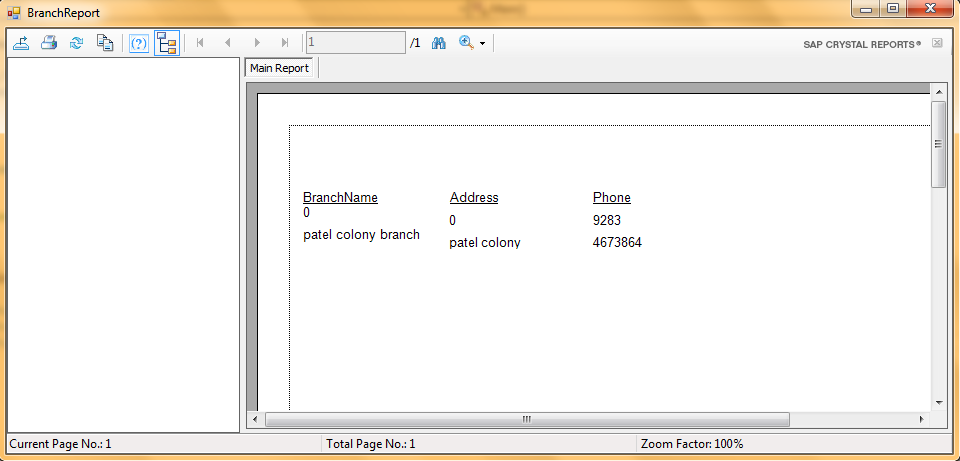 BranchReport
1 /1 SAP CRYSTAL REPORTS®
Main Report
BranchName Address Phone
0 0 9283
patel colony branch patel colony 4673864
Current Page No.: 1 Total Page No.: 1 Zoom Factor: 100%